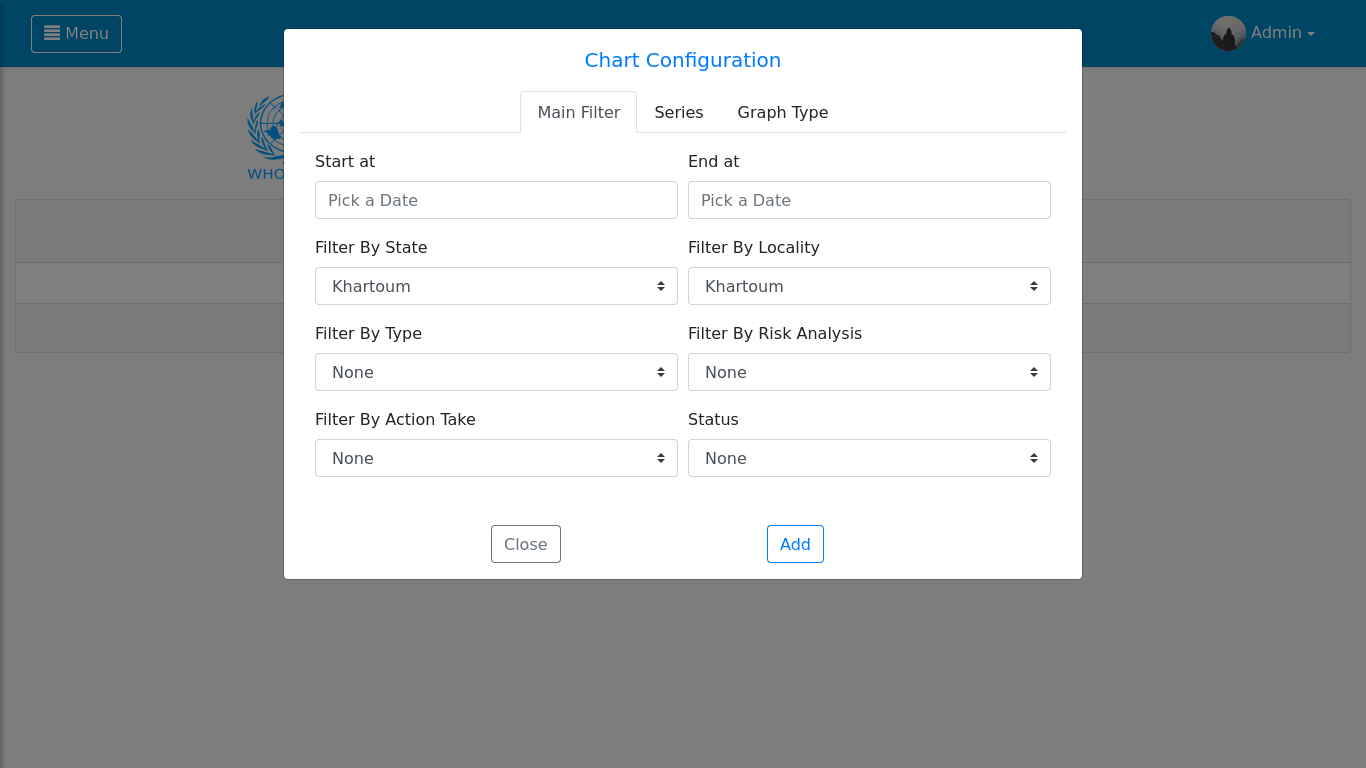 Menu
Admin
Chart Configuration
Main Filter Series Graph Type
WHO
Start at End at
Pick a Date Pick a Date
Filter By State Filter By Locality
Khartoum Khartoum
Filter By Type Filter By Risk Analysis
None None
Filter By Action Take Status
None None
Close Add